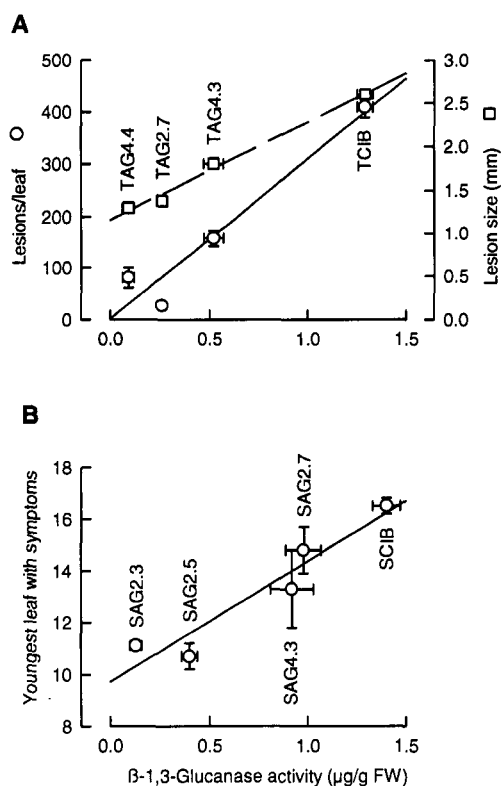 A
Lesions/leaf
500
400
300
200
100
0
TAG4.4
TAG2.7
TAG4.3
TCIB
3.0
2.5
2.0
1.5
1.0
0.5
0.0
Lesion size (mm)
0.0 0.5 1.0 1.5
B
Youngest leaf with symptoms
18
16
14
12
10
8
SAG2.3
SAG2.5
SAG4.3
SAG2.7
SCIB
0.0 0.5 1.0 1.5
ß-1,3-Glucanase activity (μg/g FW)